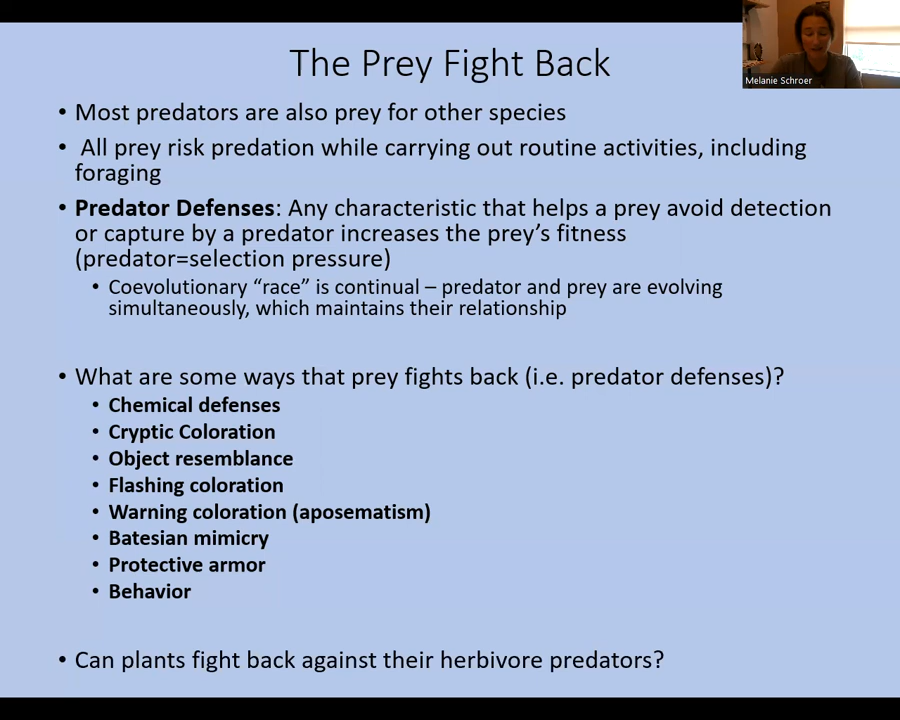 The Prey Fight Back
Melanie Schroer
• Most predators are also prey for other species
• All prey risk predation while carrying out routine activities, including
foraging
• Predator Defenses: Any characteristic that helps a prey avoid detection
or capture by a predator increases the prey's fitness
(predator=selection pressure)
• Coevolutionary “race” is continual – predator and prey are evolving
simultaneously, which maintains their relationship
• What are some ways that prey fights back (i.e. predator defenses)?
• Chemical defenses
• Cryptic Coloration
• Object resemblance
• Flashing coloration
• Warning coloration (aposematism)
• Batesian mimicry
• Protective armor
• Behavior
• Can plants fight back against their herbivore predators?